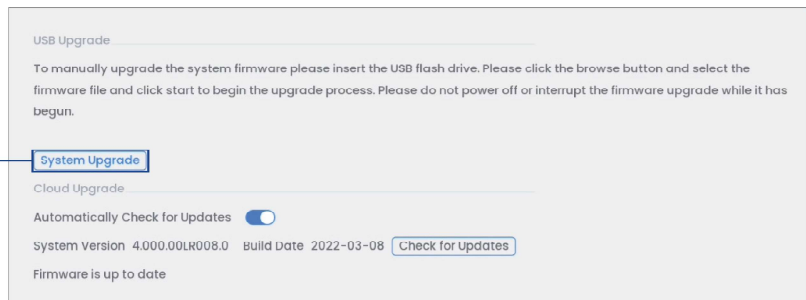 USB Upgrade
To manually upgrade the system firmware please insert the USB flash drive. Please click the browse button and select the
firmware file and click start to begin the upgrade process. Please do not power off or interrupt the firmware upgrade while it has
begun.
System Upgrade
Cloud Upgrade
Automatically Check for Updates
System Version 4.000.00LR008.0 Build Date 2022-03-08 Check for Updates
Firmware is up to date